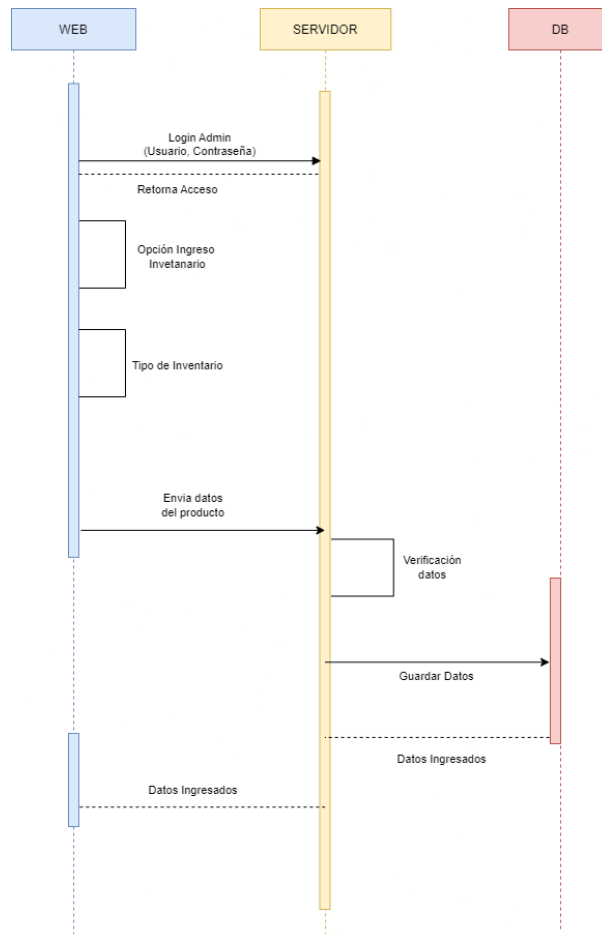 WEB
SERVIDOR
DB
Login Admin
(Usuario, Contraseña)
Retorna Acceso
Opción Ingreso
Invetanario
Tipo de Inventario
Envia datos
del producto
Verificación
datos
Guardar Datos
Datos Ingresados
Datos Ingresados